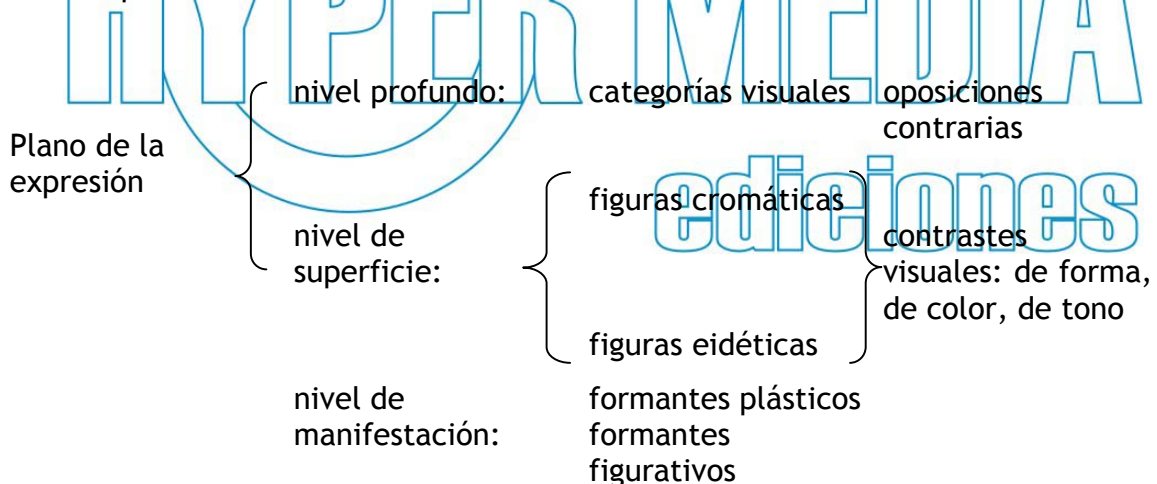 HYPER MEDIA
ediciones
Plano de la
expresión
nivel profundo:
categorías visuales
oposiciones
contrarias
nivel de
superficie:
figuras cromáticas
figuras eidéticas
contrastes
visuales: de forma,
de color, de tono
nivel de
manifestación:
formantes plásticos
formantes
figurativos